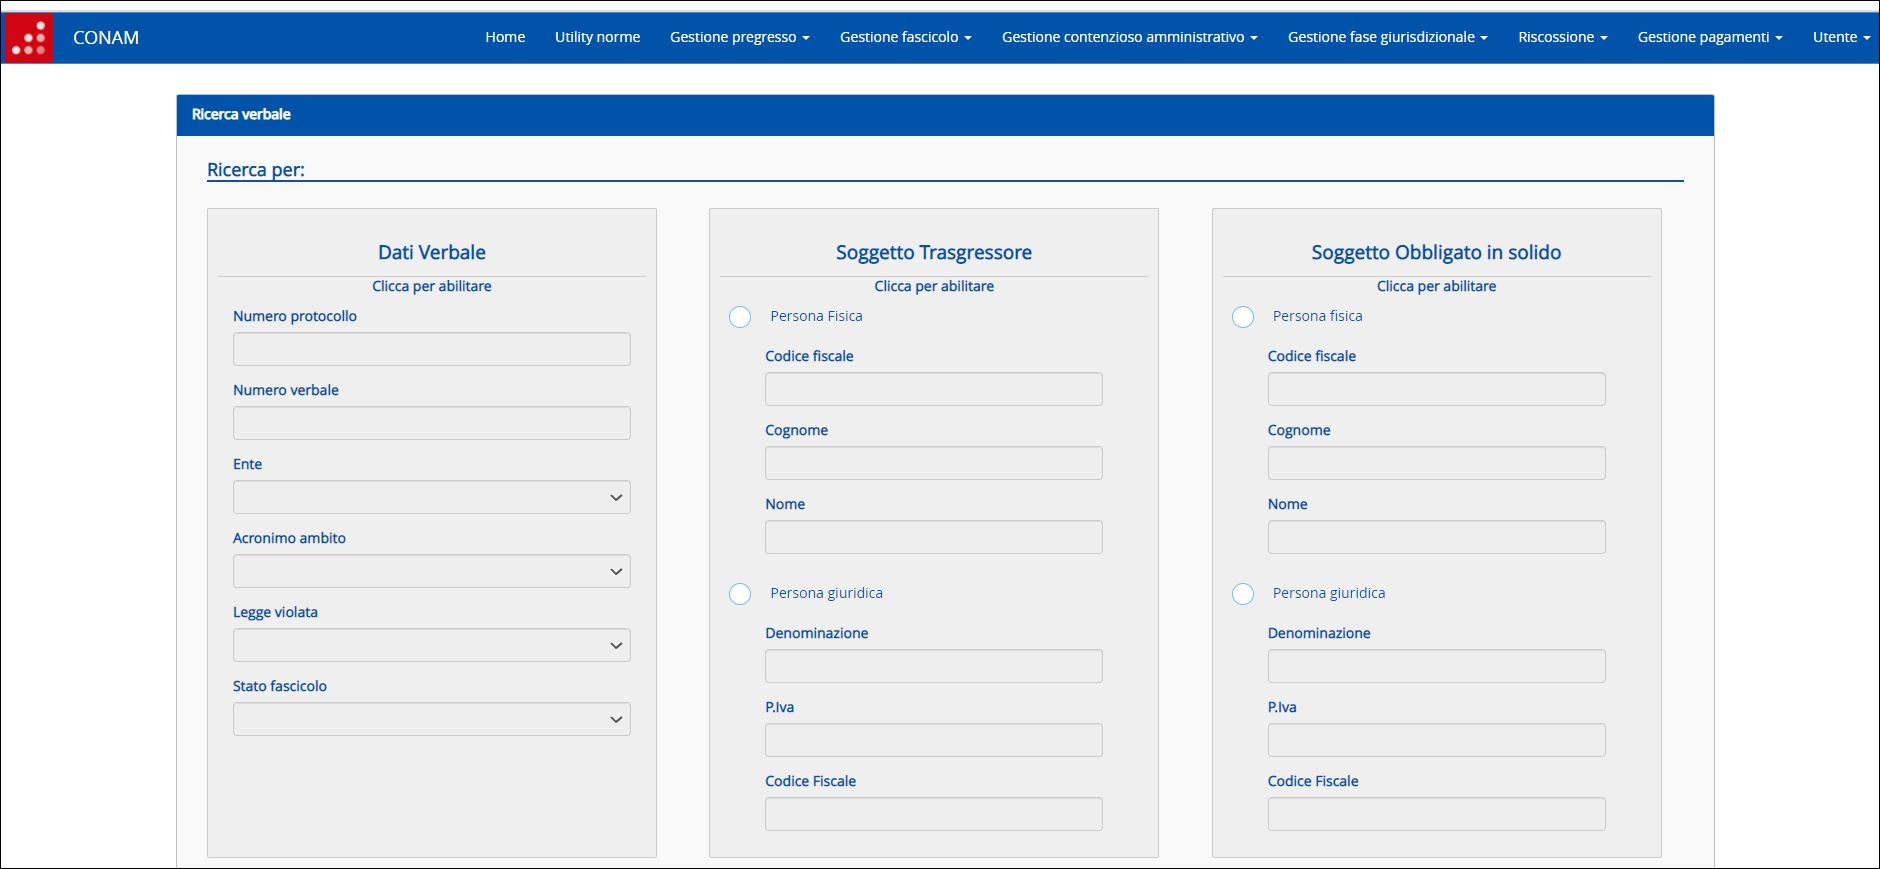 CONAM
Home Utility norme Gestione pregresso Gestione fascicolo Gestione contenzioso amministrativo Gestione fase giurisdizionale Riscossione Gestione pagamenti Utente
Ricerca verbale
Ricerca per:
Dati Verbale
Clicca per abilitare
Numero protocollo
Numero verbale
Ente
Acronimo ambito
Legge violata
Stato fascicolo
Soggetto Trasgressore
Clicca per abilitare
Persona Fisica
Codice fiscale
Cognome
Nome
Persona giuridica
Denominazione
P.Iva
Codice Fiscale
Soggetto Obbligato in solido
Clicca per abilitare
Persona fisica
Codice fiscale
Cognome
Nome
Persona giuridica
Denominazione
P.Iva
Codice Fiscale